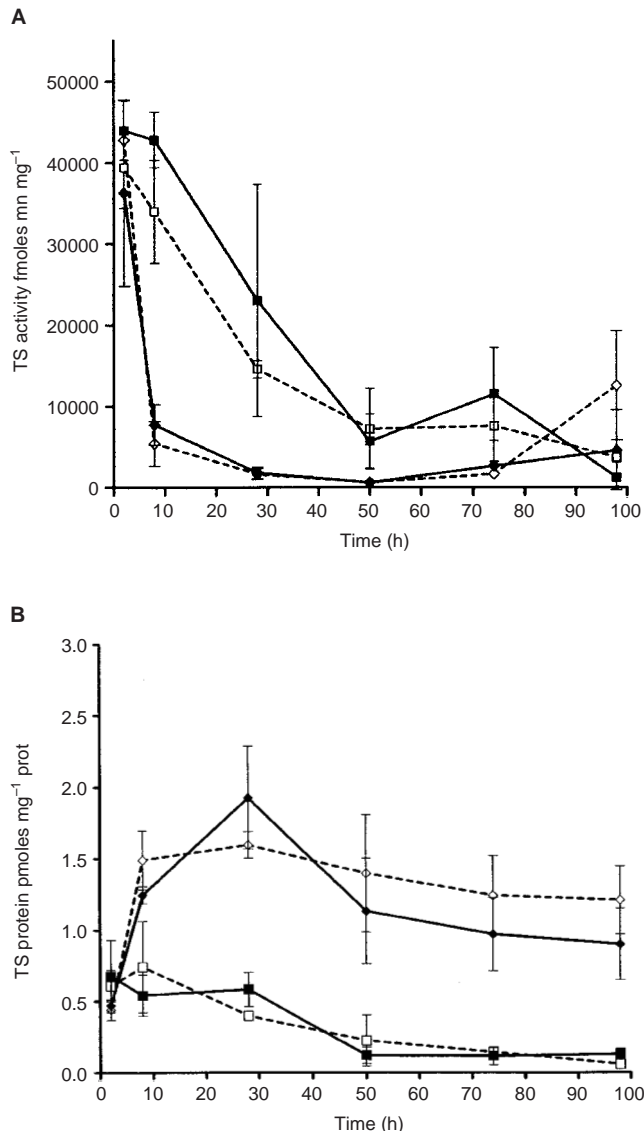 A
TS activity fmoles mn mg⁻¹
50000
40000
30000
20000
10000
0
0 10 20 30 40 50 60 70 80 90 100
Time (h)
B
TS protein pmoles mg⁻¹ prot
3.0
2.5
2.0
1.5
1.0
0.5
0.0
0 10 20 30 40 50 60 70 80 90 100
Time (h)